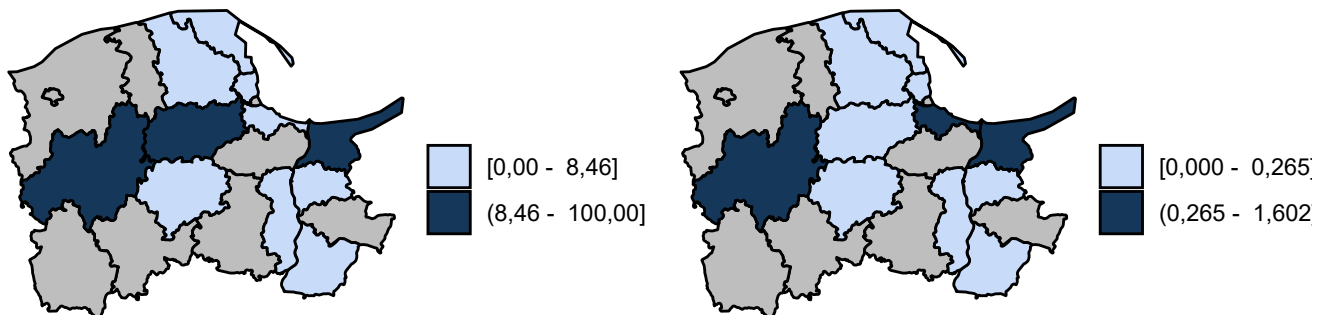 [0,00 - 8,46]
(8,46 - 100,00]
[0,000 - 0,265]
(0,265 - 1,602]